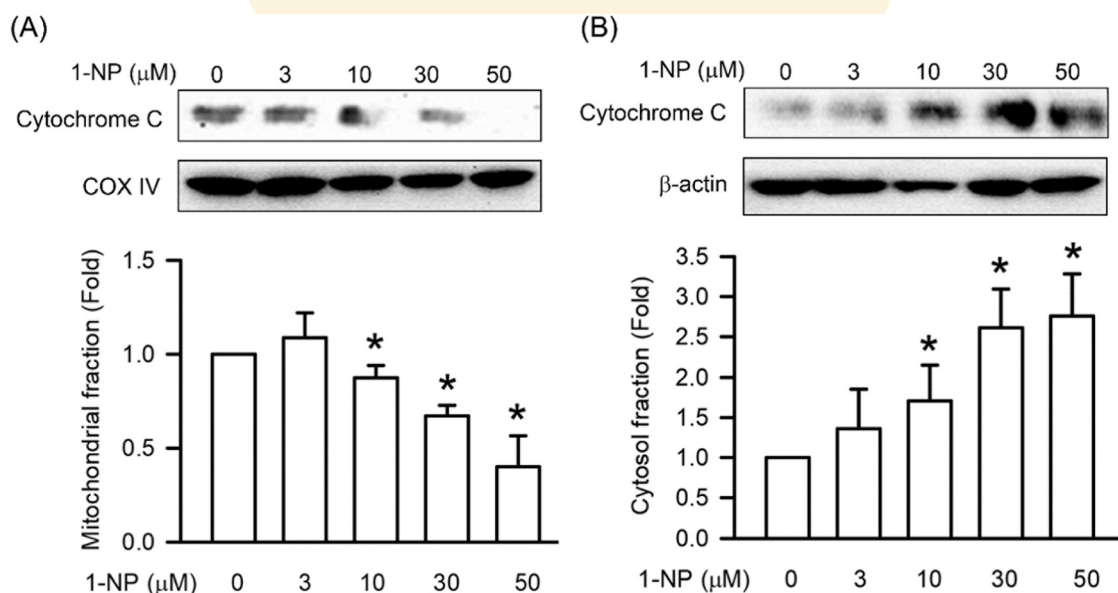 (A)
1-NP (μM) 0 3 10 30 50
Cytochrome C
COX IV
Mitochondrial fraction (Fold)
1.5
1.0
0.5
0.0
*
*
*
1-NP (μM) 0 3 10 30 50
(B)
1-NP (μM) 0 3 10 30 50
Cytochrome C
β-actin
Cytosol fraction (Fold)
3.5
3.0
2.5
2.0
1.5
1.0
0.5
0.0
*
*
*
1-NP (μM) 0 3 10 30 50